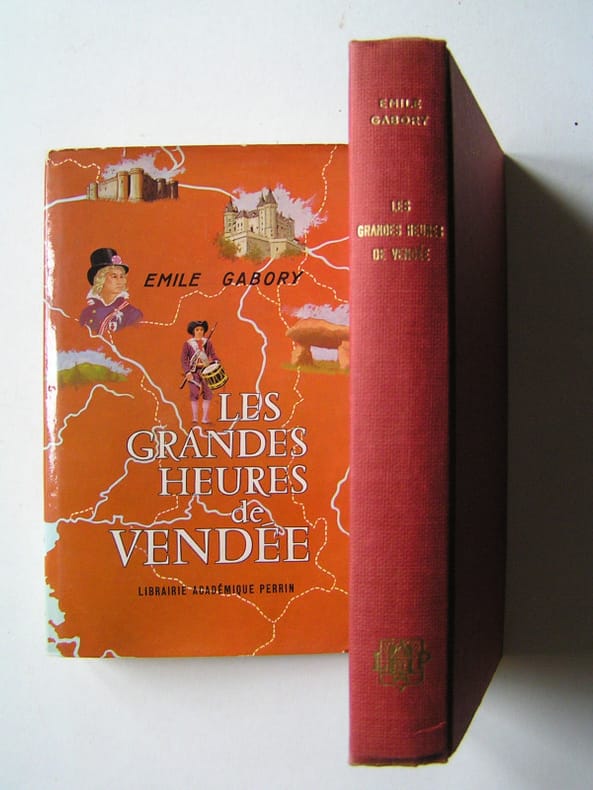 EMILE GABORY
LES
GRANDES
HEURES
de
VENDÉE
LIBRAIRIE ACADÉMIQUE PERRIN
EMILE
GABORY
LES
GRANDES HEURES
DE VENDÉE